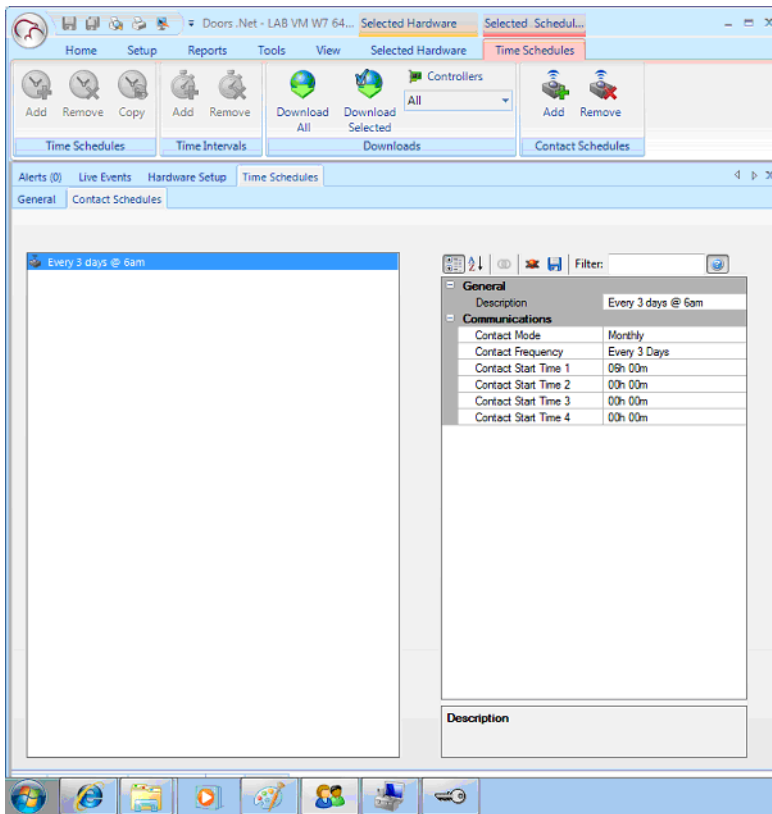 Doors .Net - LAB VM W7 64... Selected Hardware Selected Schedul...
Home Setup Reports Tools View Selected Hardware Time Schedules
Add Remove Copy Add Remove Download All Download Selected Controllers All Add Remove
Time Schedules Time Intervals Downloads Contact Schedules
Alerts (0) Live Events Hardware Setup Time Schedules
General Contact Schedules
Every 3 days @ 6am
Filter:
General
Description Every 3 days @ 6am
Communications
Contact Mode Monthly
Contact Frequency Every 3 Days
Contact Start Time 1 06h 00m
Contact Start Time 2 00h 00m
Contact Start Time 3 00h 00m
Contact Start Time 4 00h 00m
Description